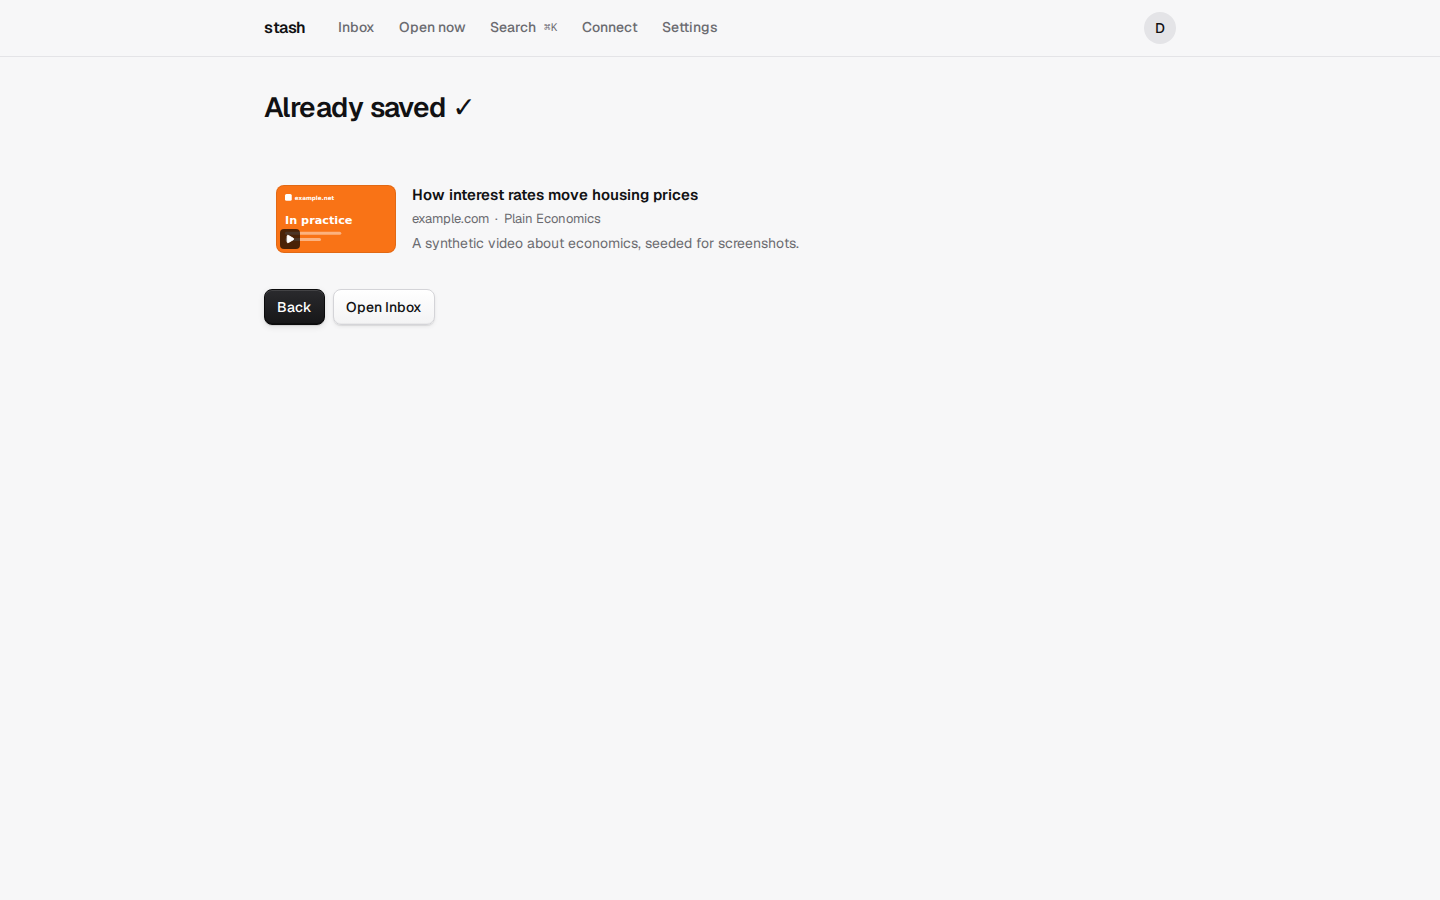 stash Inbox Open now Search ⌘K Connect Settings D
Already saved ✓
example.net
In practice
How interest rates move housing prices
example.com · Plain Economics
A synthetic video about economics, seeded for screenshots.
Back Open Inbox